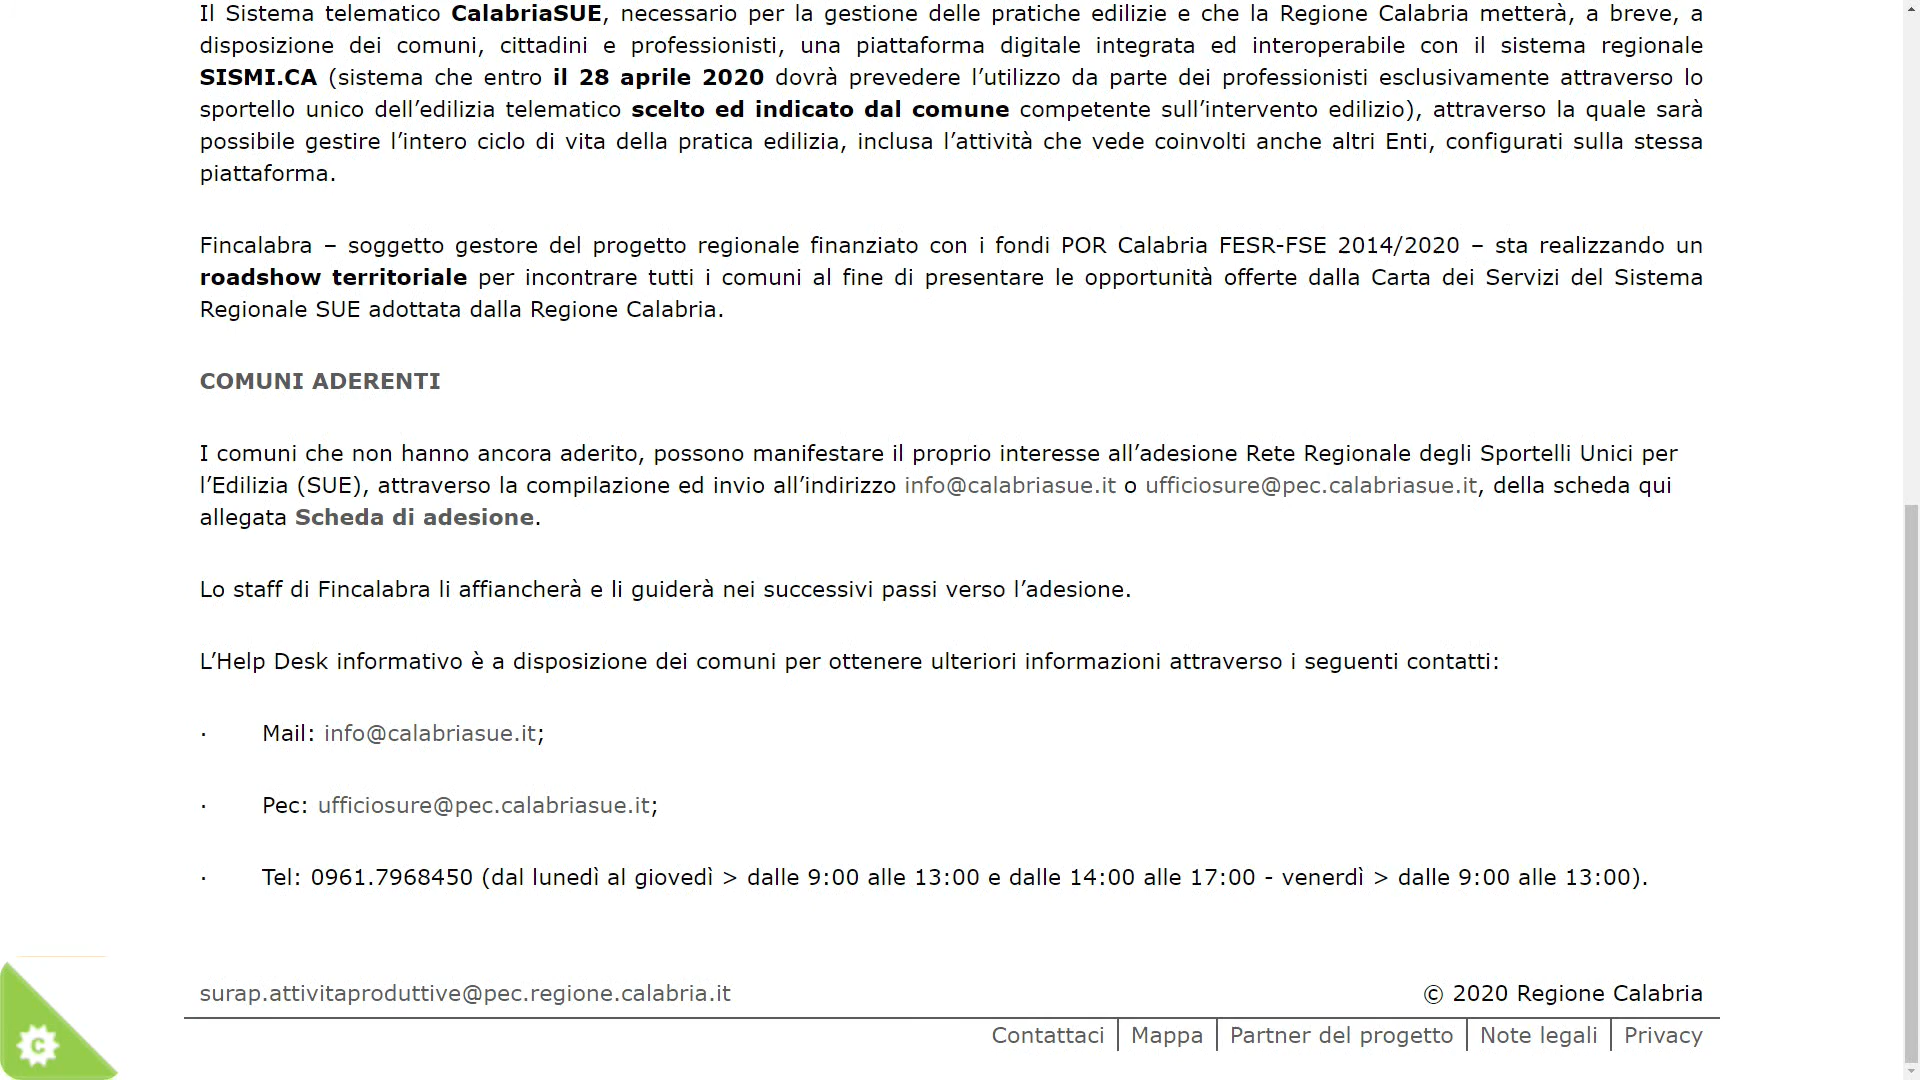 Il Sistema telematico CalabriaSUE, necessario per la gestione delle pratiche edilizie e che la Regione Calabria metterà, a breve, a
disposizione dei comuni, cittadini e professionisti, una piattaforma digitale integrata ed interoperabile con il sistema regionale
SISMI.CA (sistema che entro il 28 aprile 2020 dovrà prevedere l’utilizzo da parte dei professionisti esclusivamente attraverso lo
sportello unico dell’edilizia telematico scelto ed indicato dal comune competente sull’intervento edilizio), attraverso la quale sarà
possibile gestire l’intero ciclo di vita della pratica edilizia, inclusa l’attività che vede coinvolti anche altri Enti, configurati sulla stessa
piattaforma.
Fincalabra – soggetto gestore del progetto regionale finanziato con i fondi POR Calabria FESR-FSE 2014/2020 – sta realizzando un
roadshow territoriale per incontrare tutti i comuni al fine di presentare le opportunità offerte dalla Carta dei Servizi del Sistema
Regionale SUE adottata dalla Regione Calabria.
COMUNI ADERENTI
I comuni che non hanno ancora aderito, possono manifestare il proprio interesse all’adesione Rete Regionale degli Sportelli Unici per
l’Edilizia (SUE), attraverso la compilazione ed invio all’indirizzo info@calabriasue.it o ufficiosure@pec.calabriasue.it, della scheda qui
allegata Scheda di adesione.
Lo staff di Fincalabra li affiancherà e li guiderà nei successivi passi verso l’adesione.
L’Help Desk informativo è a disposizione dei comuni per ottenere ulteriori informazioni attraverso i seguenti contatti:
· Mail: info@calabriasue.it;
· Pec: ufficiosure@pec.calabriasue.it;
· Tel: 0961.7968450 (dal lunedì al giovedì > dalle 9:00 alle 13:00 e dalle 14:00 alle 17:00 - venerdì > dalle 9:00 alle 13:00).
surap.attivitaproduttive@pec.regione.calabria.it © 2020 Regione Calabria
Contattaci Mappa Partner del progetto Note legali Privacy
C